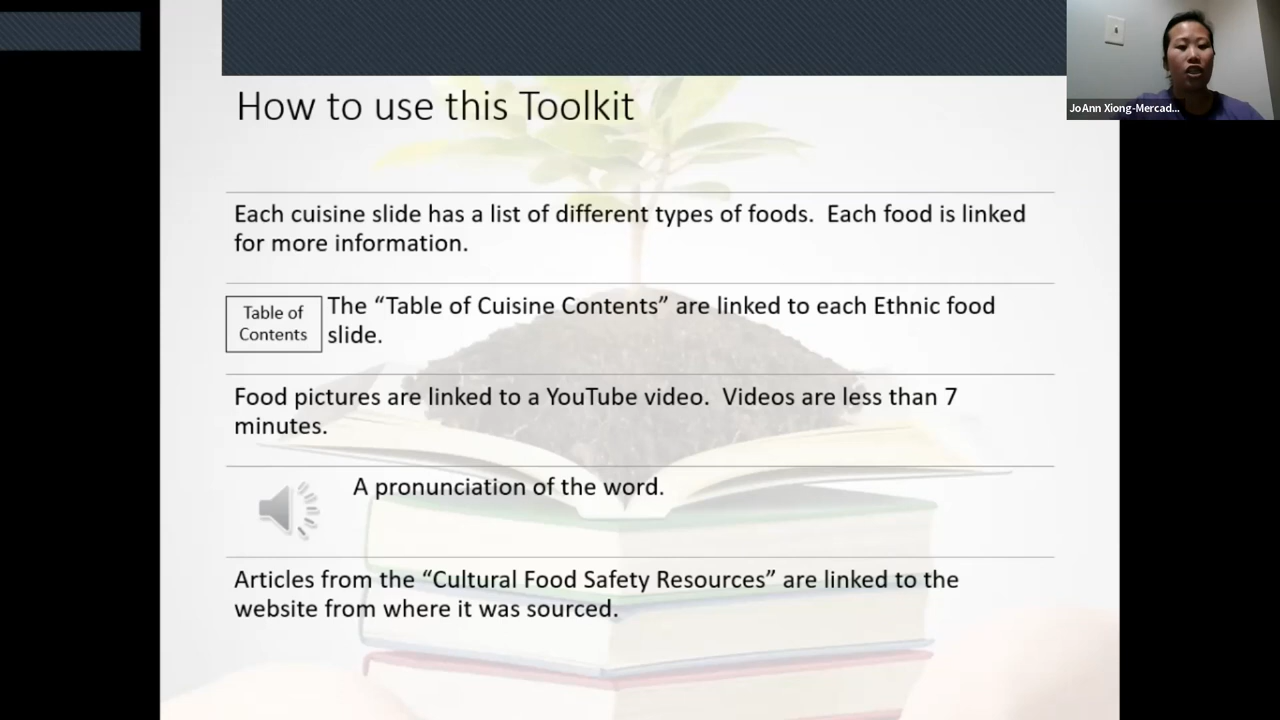 How to use this Toolkit
JoAnn Xiong-Mercad...
Each cuisine slide has a list of different types of foods.  Each food is linked
for more information.
Table of
Contents
The “Table of Cuisine Contents” are linked to each Ethnic food
slide.
Food pictures are linked to a YouTube video.  Videos are less than 7
minutes.
A pronunciation of the word.
Articles from the “Cultural Food Safety Resources” are linked to the
website from where it was sourced.